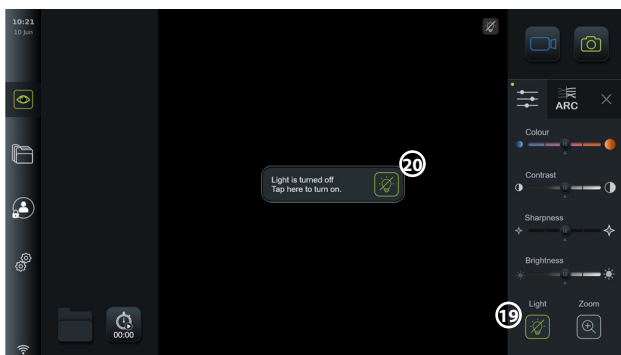 10:21
10 Jun
ARC
Colour
20
Light is turned off
Tap here to turn on.
Contrast
Sharpness
Brightness
19
Light
Zoom
00:00